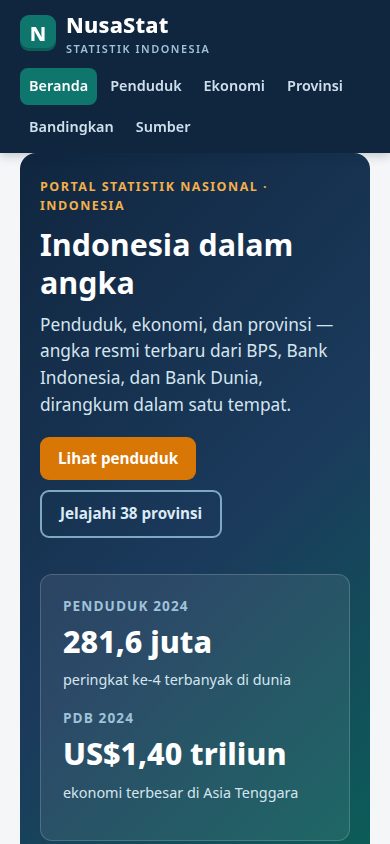 N
NusaStat
STATISTIK INDONESIA
Beranda Penduduk Ekonomi Provinsi
Bandingkan Sumber
PORTAL STATISTIK NASIONAL ·
INDONESIA
Indonesia dalam
angka
Penduduk, ekonomi, dan provinsi —
angka resmi terbaru dari BPS, Bank
Indonesia, dan Bank Dunia,
dirangkum dalam satu tempat.
Lihat penduduk
Jelajahi 38 provinsi
PENDUDUK 2024
281,6 juta
peringkat ke-4 terbanyak di dunia
PDB 2024
US$1,40 triliun
ekonomi terbesar di Asia Tenggara